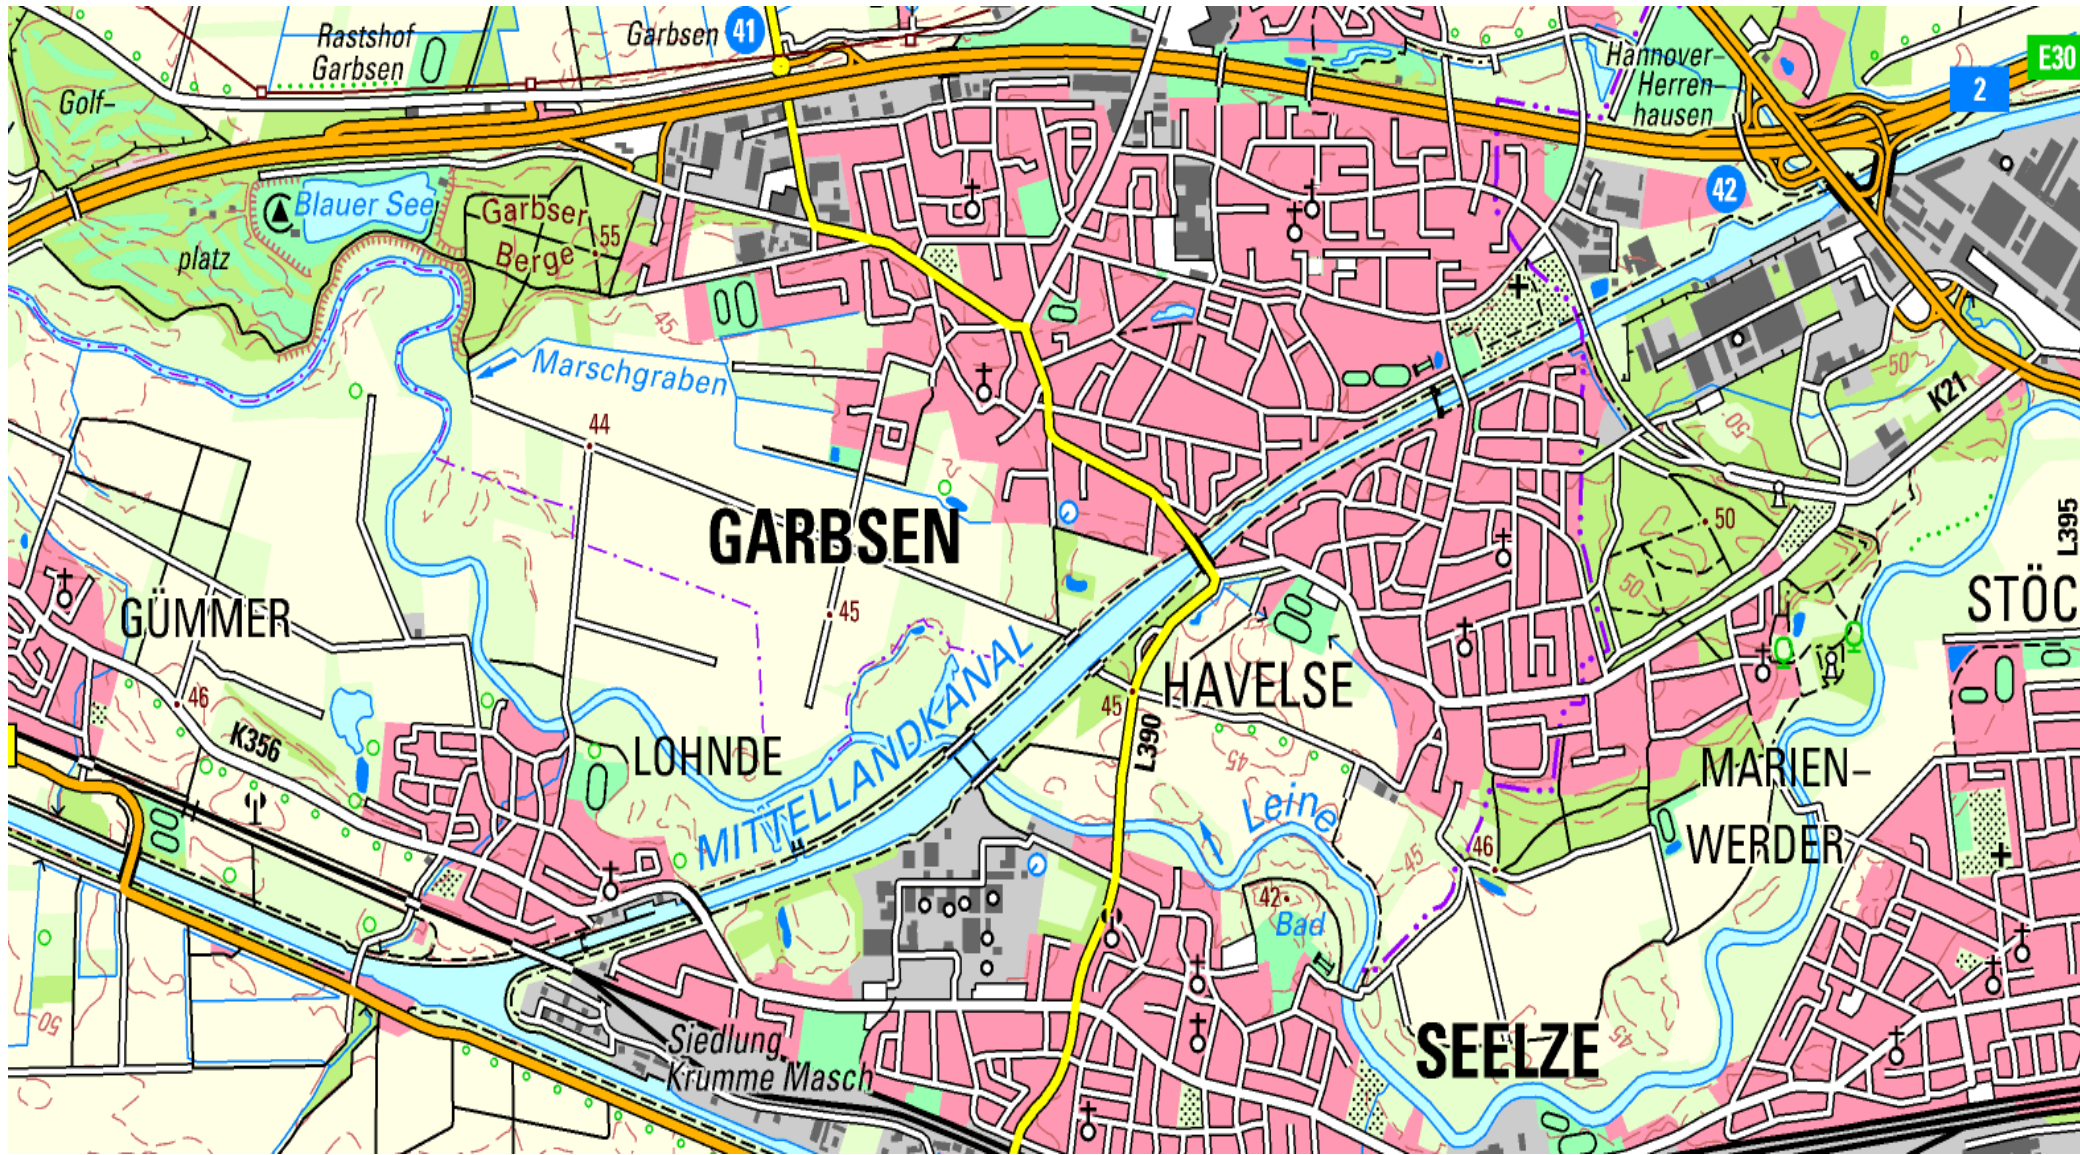 Rastshof
Garbsen
Garbsen
41
Hannover-
Herren-
hausen
E30
2
Golf-
42
Blauer See
Garbser
Berge
55
platz
45
Marschgraben
50
K21
44
50
GARBSEN
50
L395
50
45
GÜMMER
STÖC
MITTELLANDKANAL
HAVELSE
46
45
K356
L390
LOHNDE
45
MARIEN-
WERDER
Leine
46
45
42
Bad
50
SEELZE
45
Siedlung
Krumme Masch